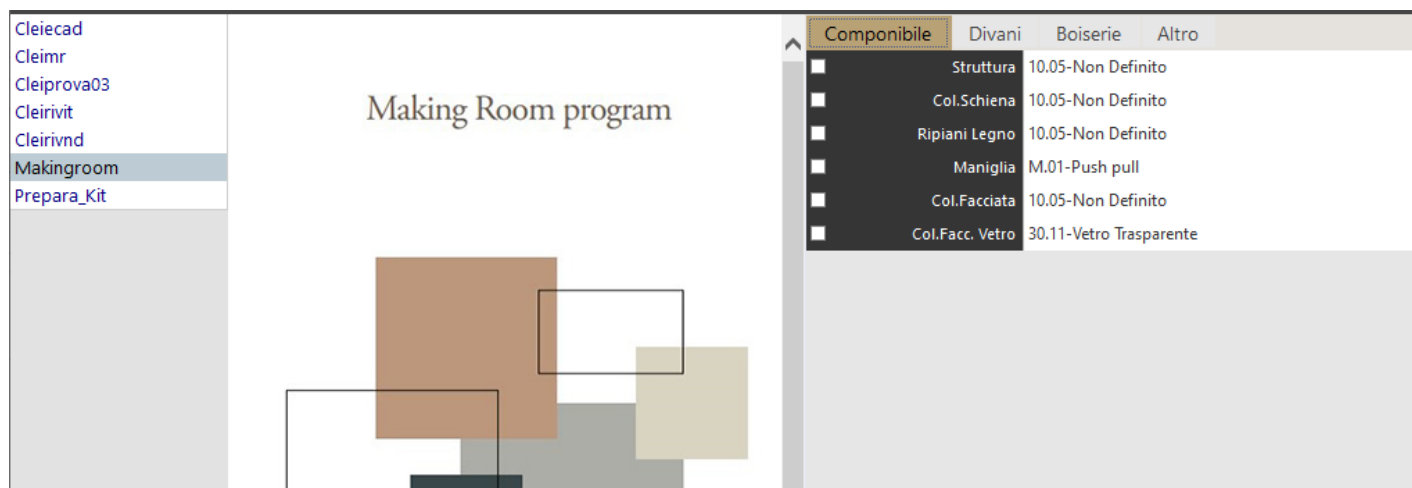 Cleiecad
Cleimr
Cleiprova03
Cleirivit
Cleirivnd
Makingroom
Prepara_Kit
Making Room program
Componibile Divani Boiserie Altro
Struttura 10.05-Non Definito
Col.Schiena 10.05-Non Definito
Ripiani Legno 10.05-Non Definito
Maniglia M.01-Push pull
Col.Facciata 10.05-Non Definito
Col.Facc. Vetro 30.11-Vetro Trasparente